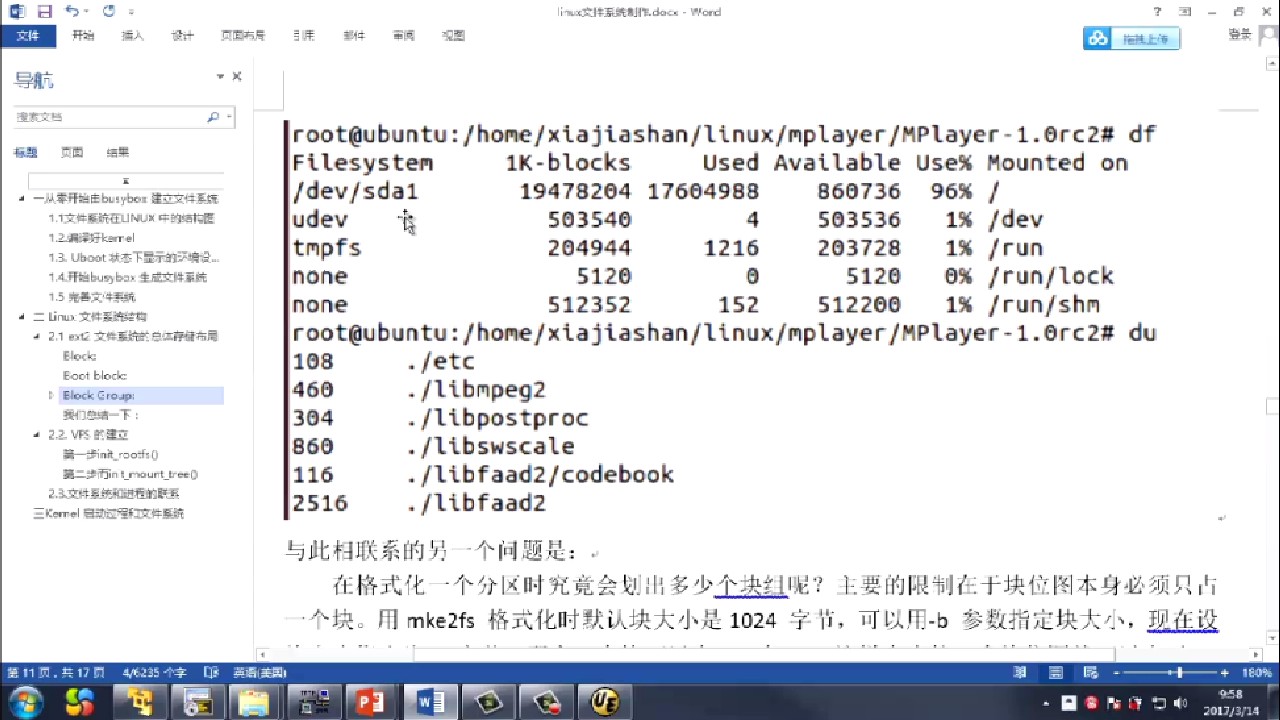 linux文件系统制作.docx - Word
文件 开始 插入 设计 页面布局 引用 邮件 审阅 视图
拖拽上传
登录
导航
搜索文档
标题 页面 结果
一从零开始由busybox 建立文件系统
1.1文件系统在LINUX 中的结构图
1.2.编译好kernel
1.3. Uboot 状态下显示的环境设...
1.4.开始busybox 生成文件系统
1.5 完善文件系统
二 Linux 文件系统结构
2.1 ext2 文件系统的总体存储布局
Block:
Boot block:
Block Group:
我们总结一下：
2.2. VFS 的建立
第一步init_rootfs()
第二步而init_mount_tree()
2.3.文件系统和进程的联系
三Kernel 启动过程和文件系统
root@ubuntu:/home/xiajiashan/linux/mplayer/MPlayer-1.0rc2# df
Filesystem 1K-blocks Used Available Use% Mounted on
/dev/sda1 19478204 17604988 860736 96% /
udev 503540 4 503536 1% /dev
tmpfs 204944 1216 203728 1% /run
none 5120 0 5120 0% /run/lock
none 512352 152 512200 1% /run/shm
root@ubuntu:/home/xiajiashan/linux/mplayer/MPlayer-1.0rc2# du
108 ./etc
460 ./libmpeg2
304 ./libpostproc
860 ./libswscale
116 ./libfaad2/codebook
2516 ./libfaad2
与此相联系的另一个问题是：
在格式化一个分区时究竟会划出多少个块组呢？主要的限制在于块位图本身必须只占
一个块。用 mke2fs 格式化时默认块大小是 1024 字节，可以用-b 参数指定块大小，现在设
第 11 页，共 17 页 4/6235 个字 英语(美国) 180%
9:58
2017/3/14